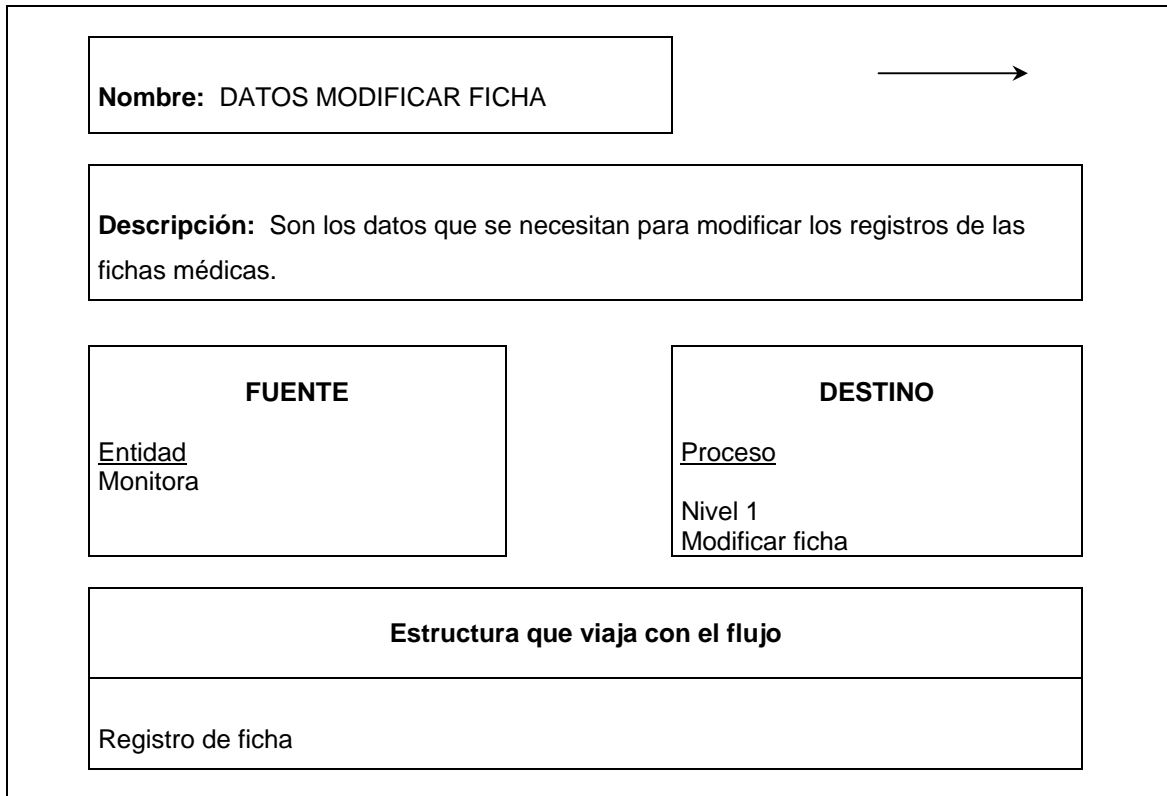 Nombre: DATOS MODIFICAR FICHA
Descripción: Son los datos que se necesitan para modificar los registros de las
fichas médicas.
FUENTE
Entidad
Monitora
DESTINO
Proceso
Nivel 1
Modificar ficha
Estructura que viaja con el flujo
Registro de ficha